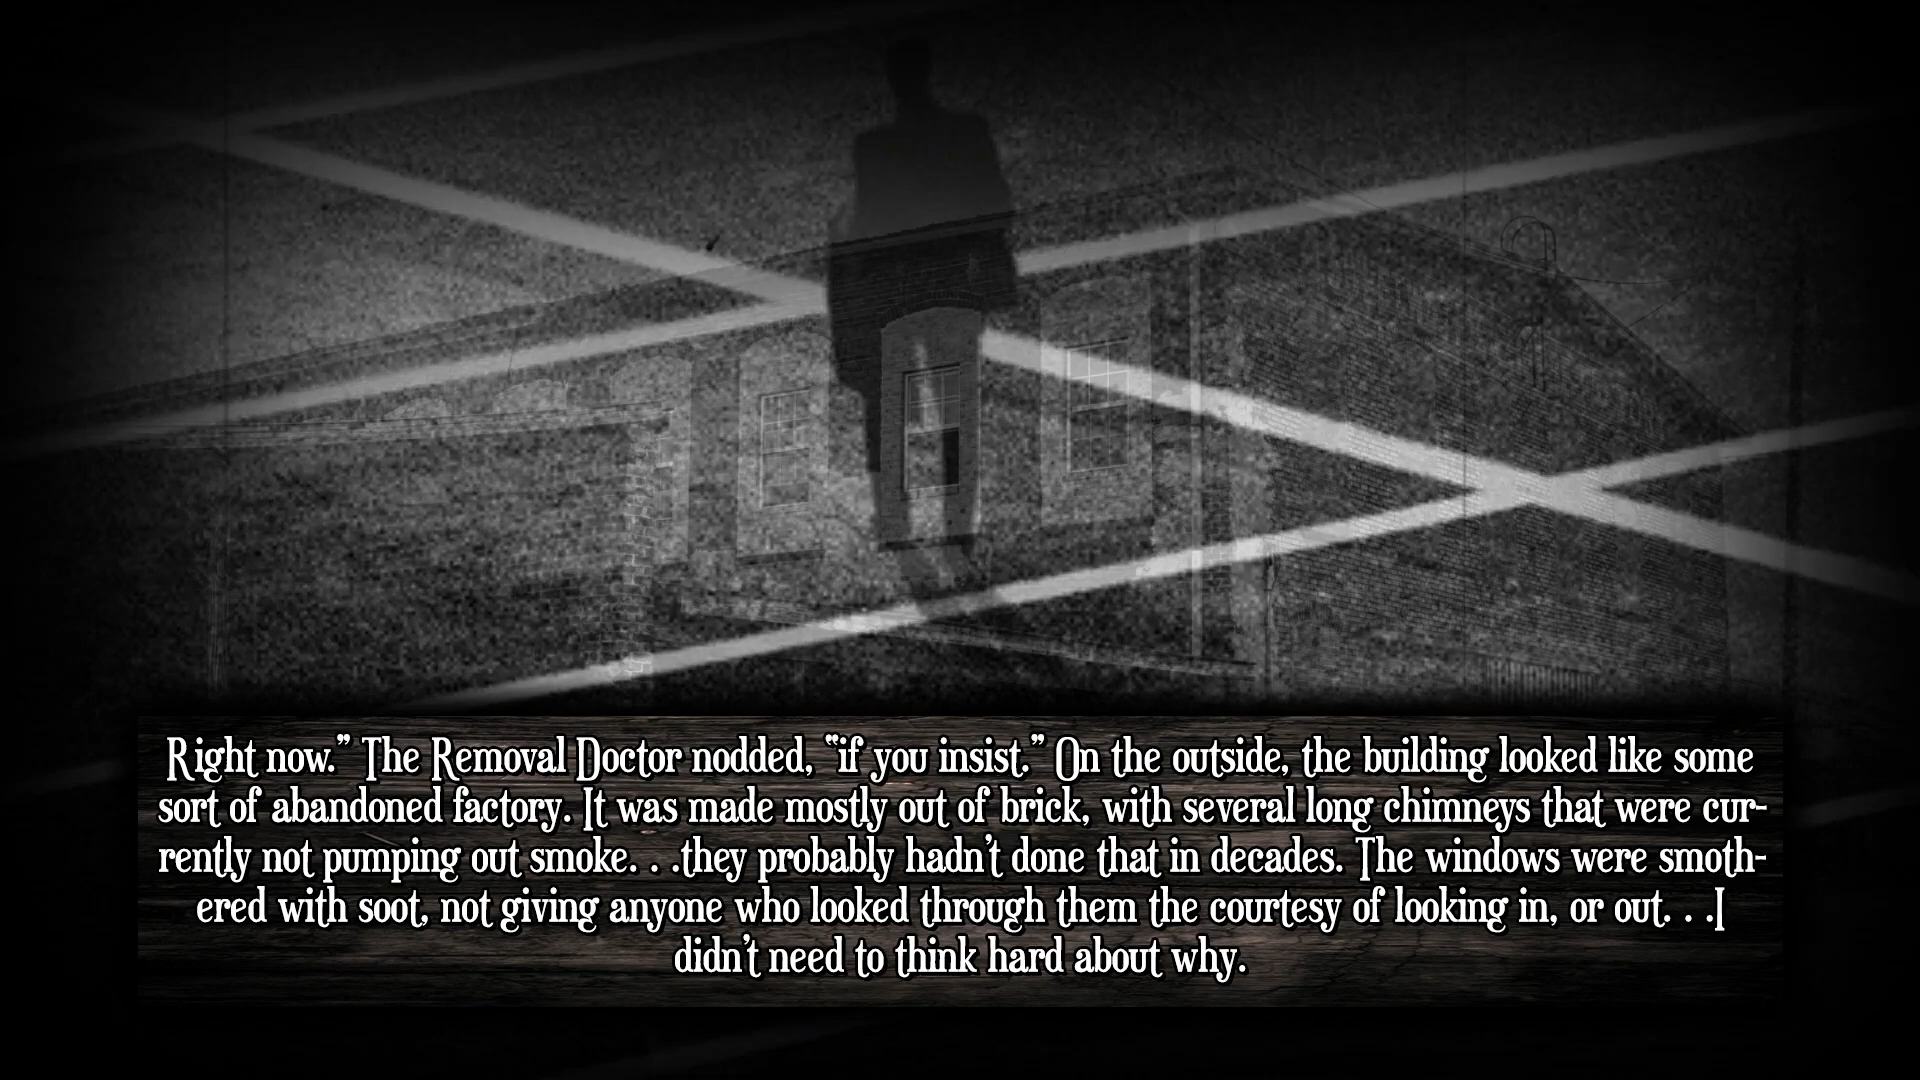 Right now.” The Removal Doctor nodded, “if you insist.” On the outside, the building looked like some
sort of abandoned factory. It was made mostly out of brick, with several long chimneys that were cur-
rently not pumping out smoke. . .they probably hadn’t done that in decades. The windows were smoth-
ered with soot, not giving anyone who looked through them the courtesy of looking in, or out. . .I
didn’t need to think hard about why.